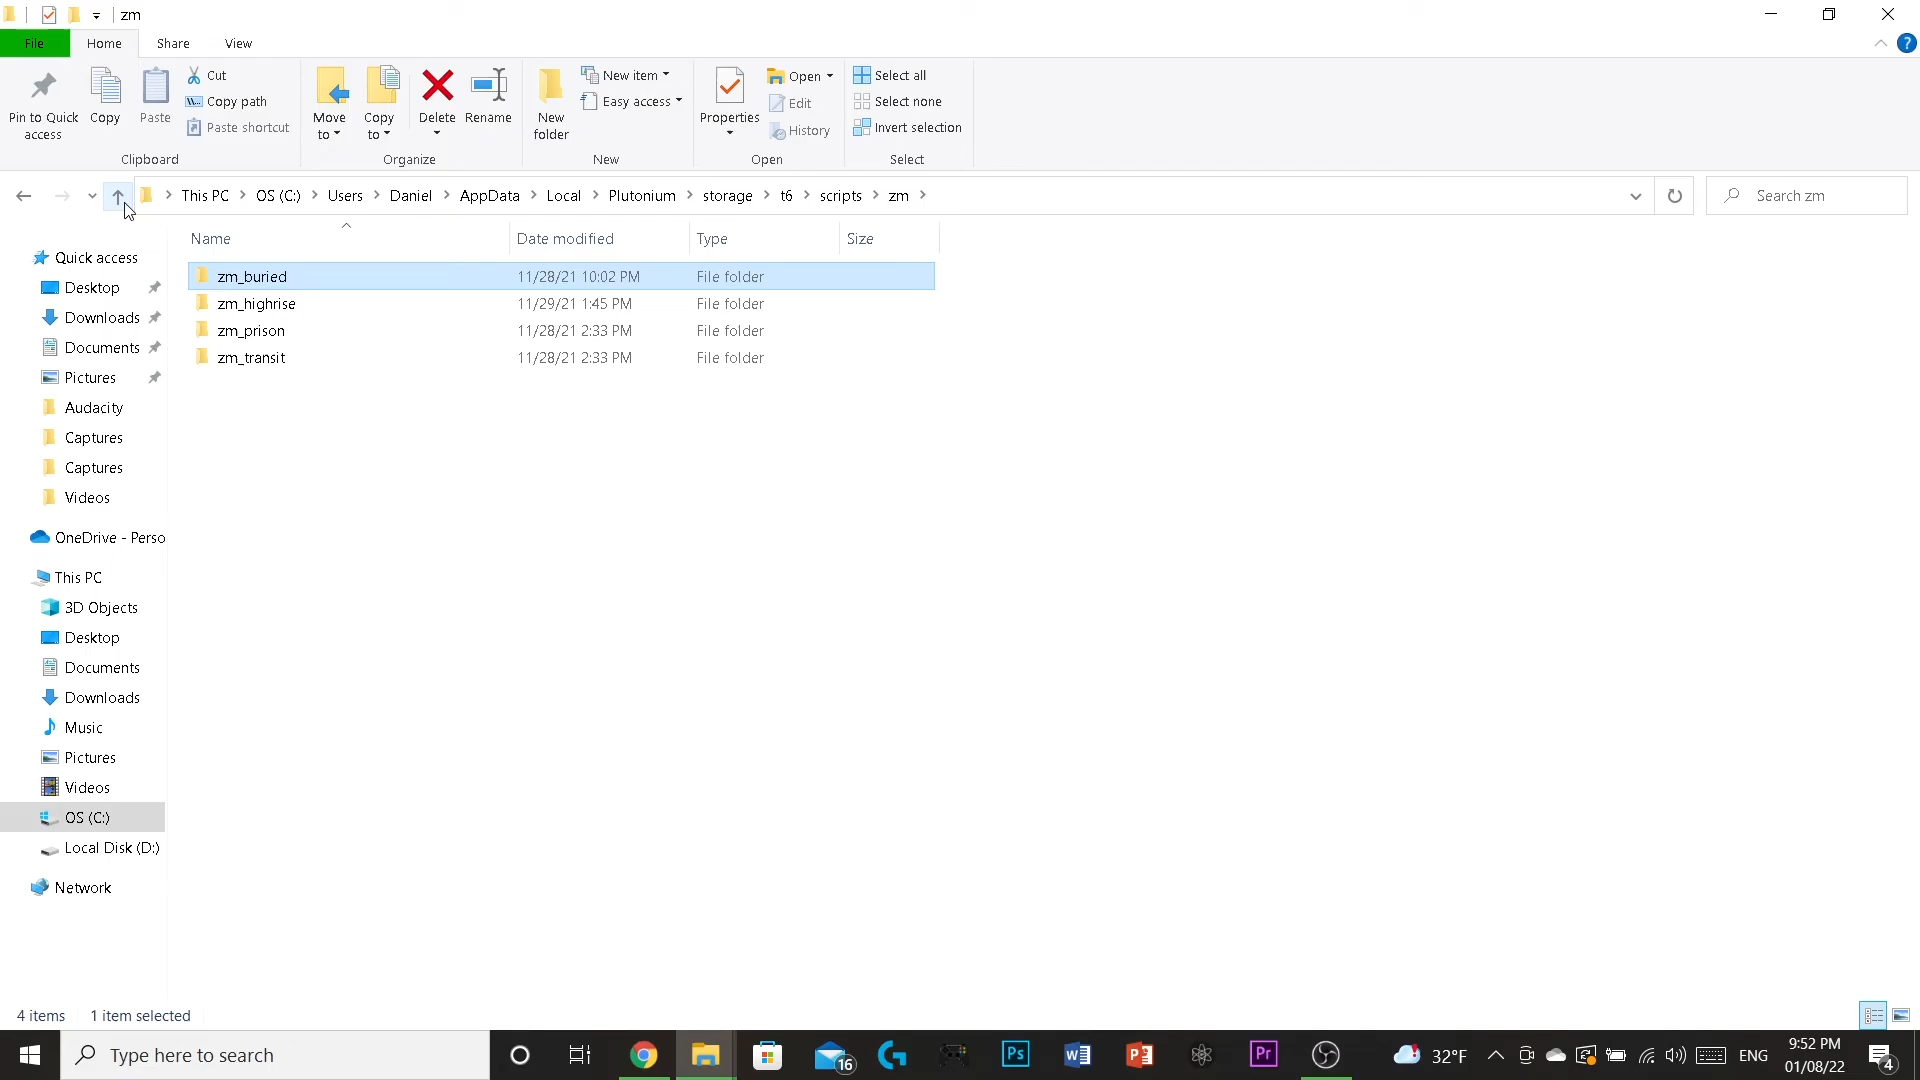 zm
File Home Share View
Pin to Quick access
Copy
Paste
Cut
Copy path
Paste shortcut
Clipboard
Move to
Copy to
Delete
Rename
Organize
New folder
New item
Easy access
New
Properties
Open
Edit
History
Open
Select all
Select none
Invert selection
Select
This PC OS (C:) Users Daniel AppData Local Plutonium storage t6 scripts zm
Search zm
Name Date modified Type Size
zm_buried 11/28/21 10:02 PM File folder
zm_highrise 11/29/21 1:45 PM File folder
zm_prison 11/28/21 2:33 PM File folder
zm_transit 11/28/21 2:33 PM File folder
Quick access
Desktop
Downloads
Documents
Pictures
Audacity
Captures
Captures
Videos
OneDrive - Perso
This PC
3D Objects
Desktop
Documents
Downloads
Music
Pictures
Videos
OS (C:)
Local Disk (D:)
Network
4 items 1 item selected
Type here to search
16
Ps
W
P
Pr
32°F
ENG
9:52 PM
01/08/22
4